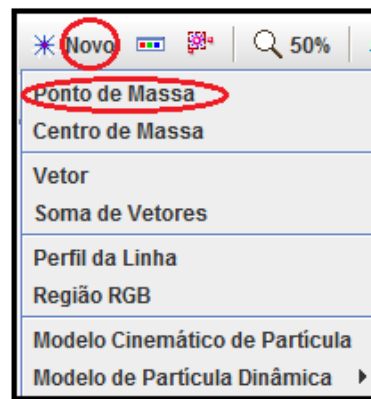 Novo 50%
Ponto de Massa
Centro de Massa
Vetor
Soma de Vetores
Perfil da Linha
Região RGB
Modelo Cinemático de Partícula
Modelo de Partícula Dinâmica